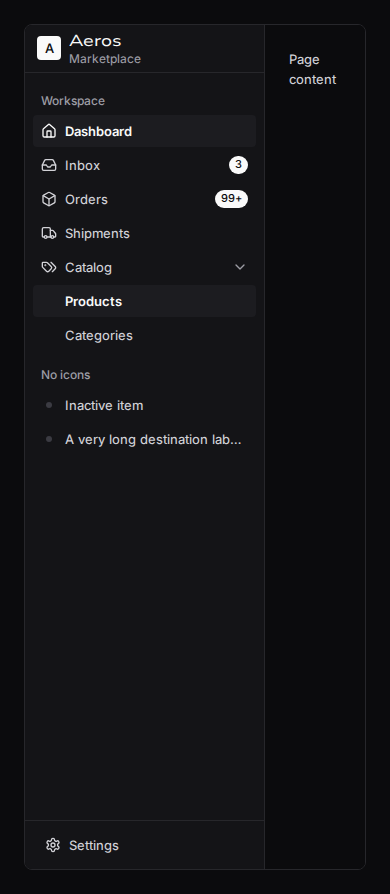 A
Aeros
Marketplace
Workspace
Dashboard
Inbox
3
Orders
99+
Shipments
Catalog
Products
Categories
No icons
Inactive item
A very long destination lab...
Settings
Page
content